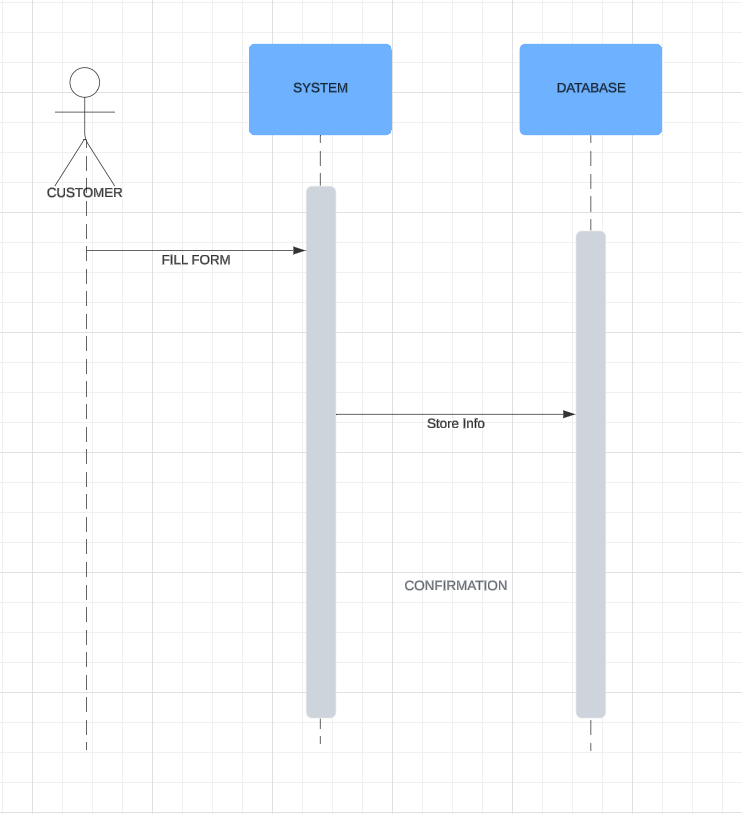 SYSTEM
DATABASE
CUSTOMER
FILL FORM
Store Info
CONFIRMATION